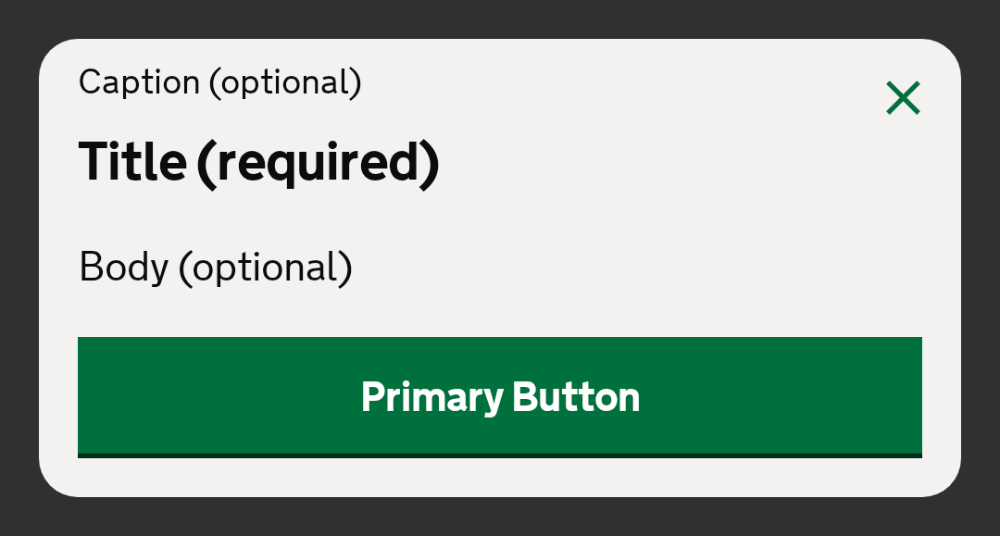 Caption (optional)
Title (required)
Body (optional)
Primary Button